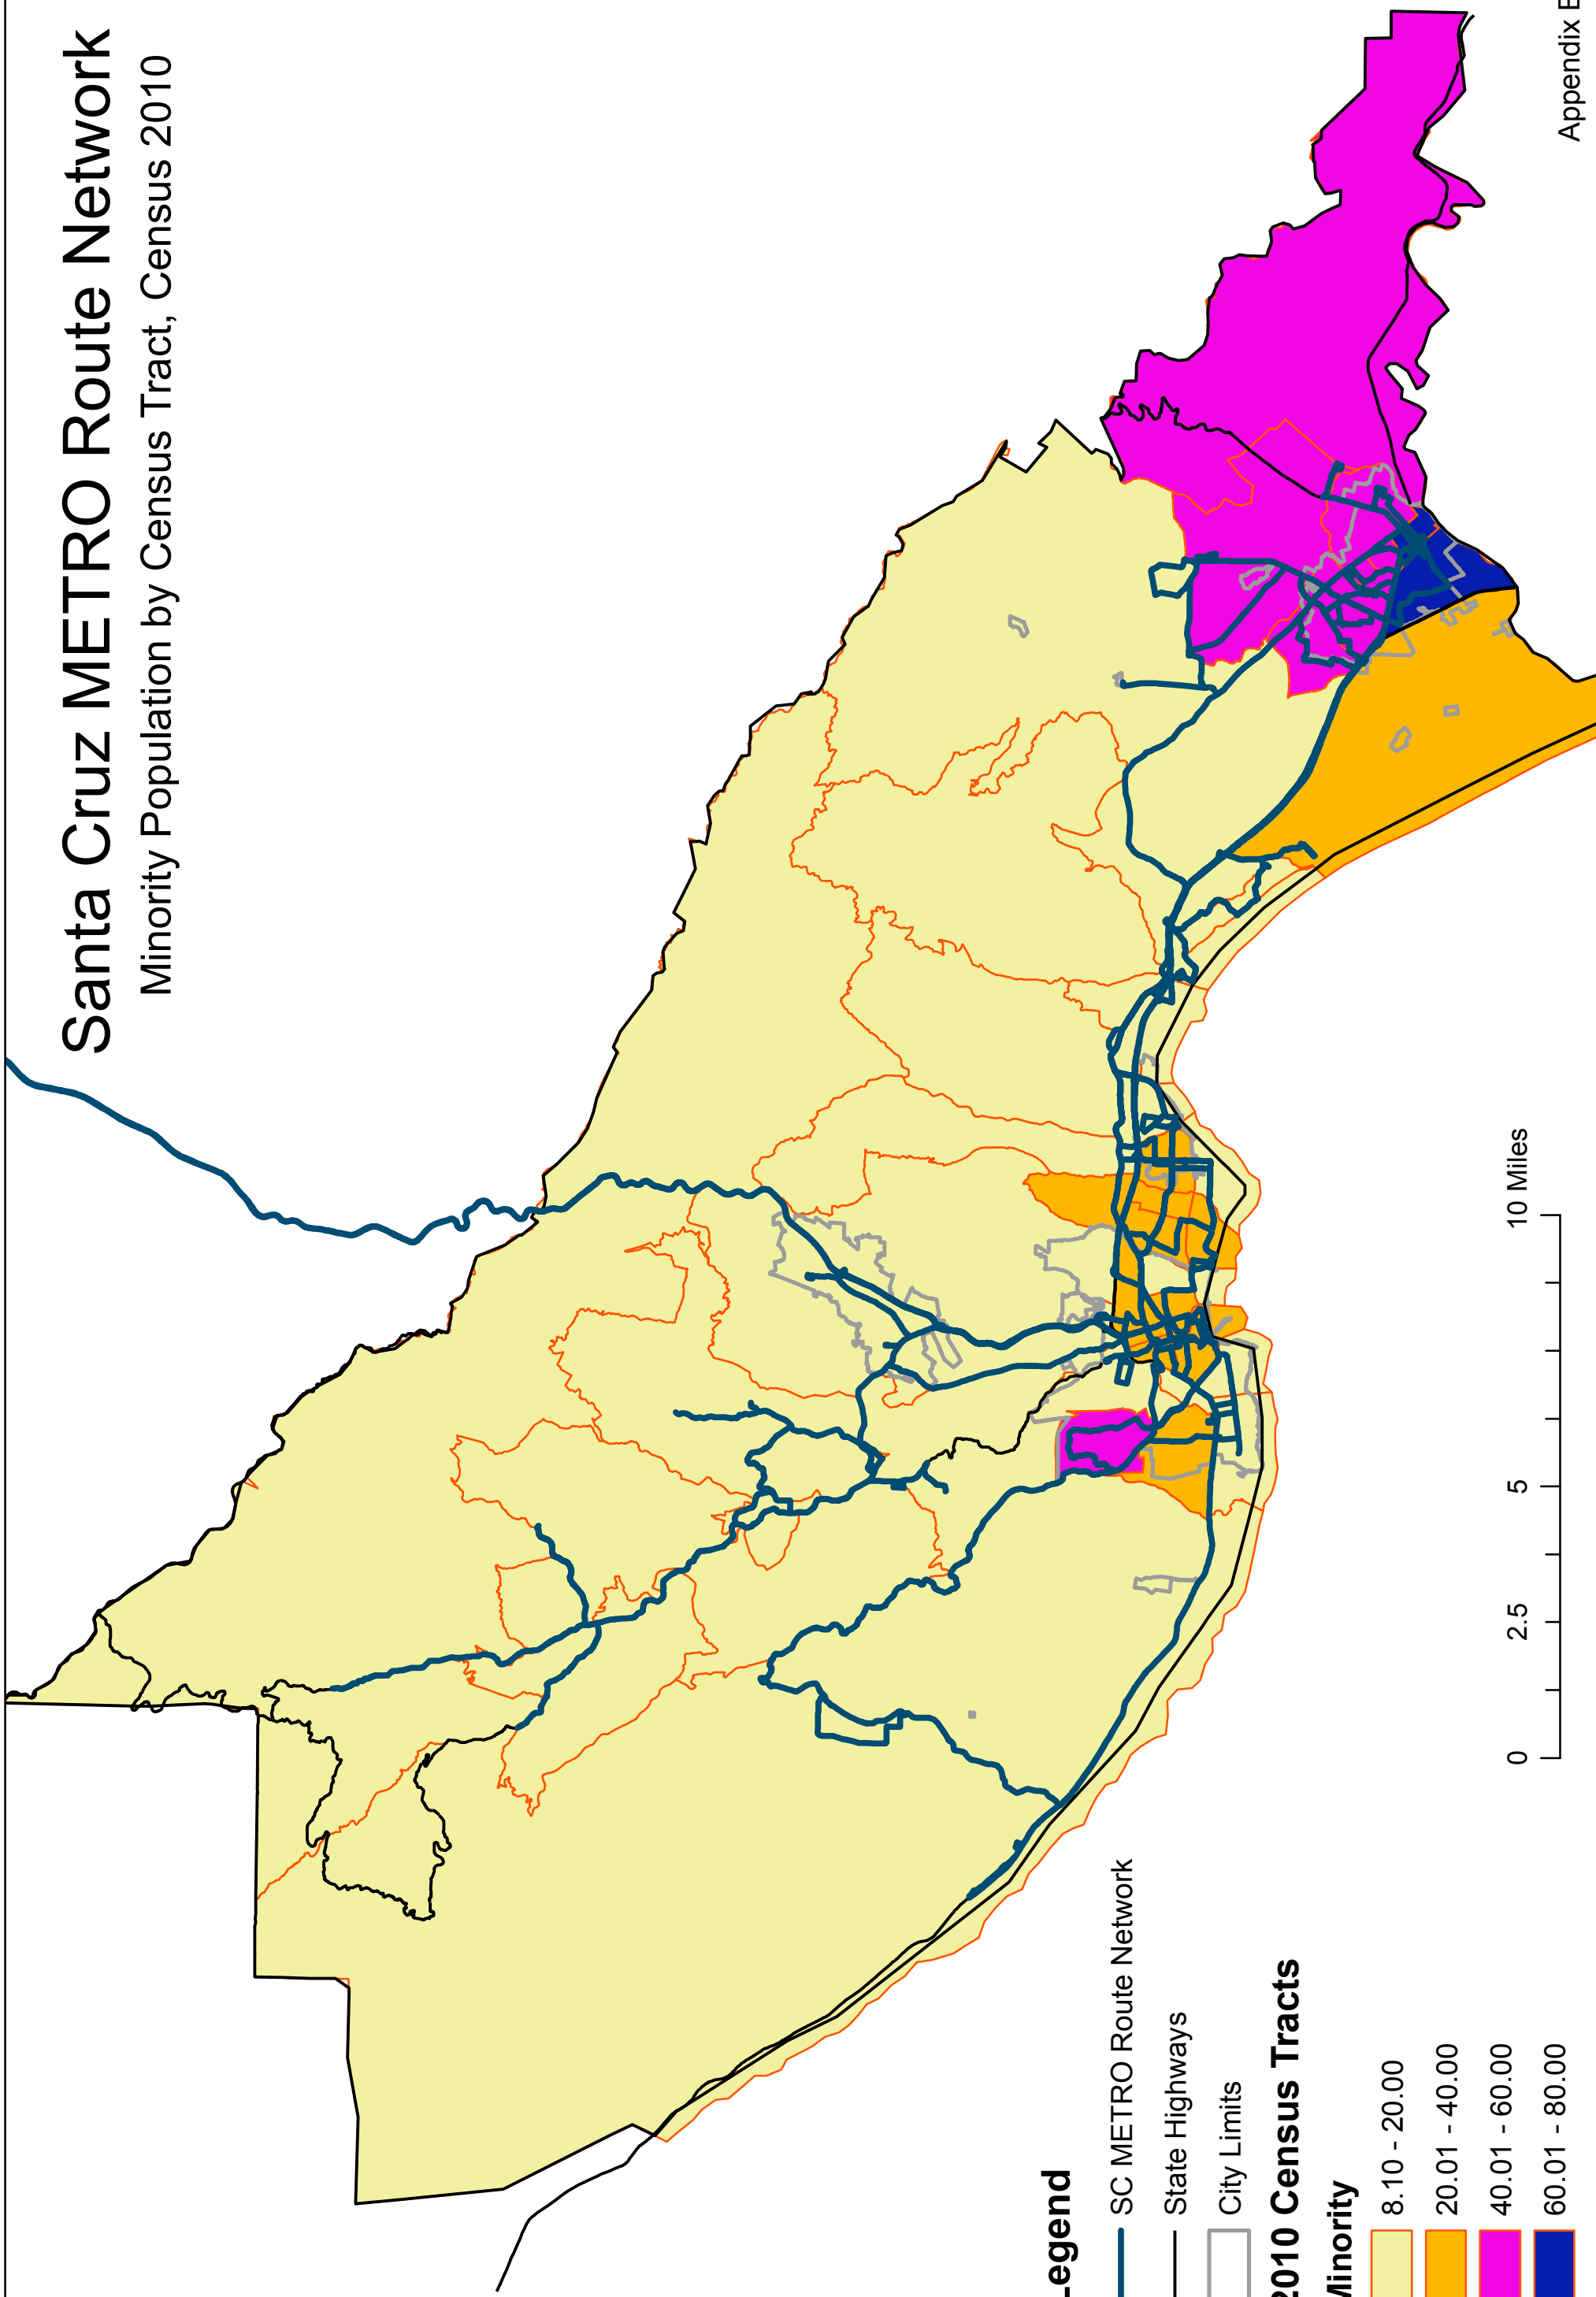 Santa Cruz METRO Route Network
Minority Population by Census Tract, Census 2010
Legend
SC METRO Route Network
State Highways
City Limits
2010 Census Tracts
Minority
8.10 - 20.00
20.01 - 40.00
40.01 - 60.00
60.01 - 80.00
0 2.5 5 10 Miles
Appendix B